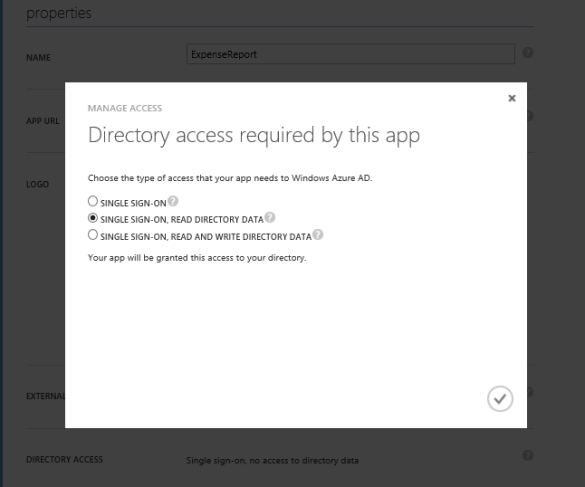 properties
NAME
ExpenseReport
MANAGE ACCESS
Directory access required by this app
APP URL
Choose the type of access that your app needs to Windows Azure AD.
LOGO
SINGLE SIGN-ON
SINGLE SIGN-ON, READ DIRECTORY DATA
SINGLE SIGN-ON, READ AND WRITE DIRECTORY DATA
Your app will be granted this access to your directory.
EXTERNAL
DIRECTORY ACCESS Single sign-on, no access to directory data